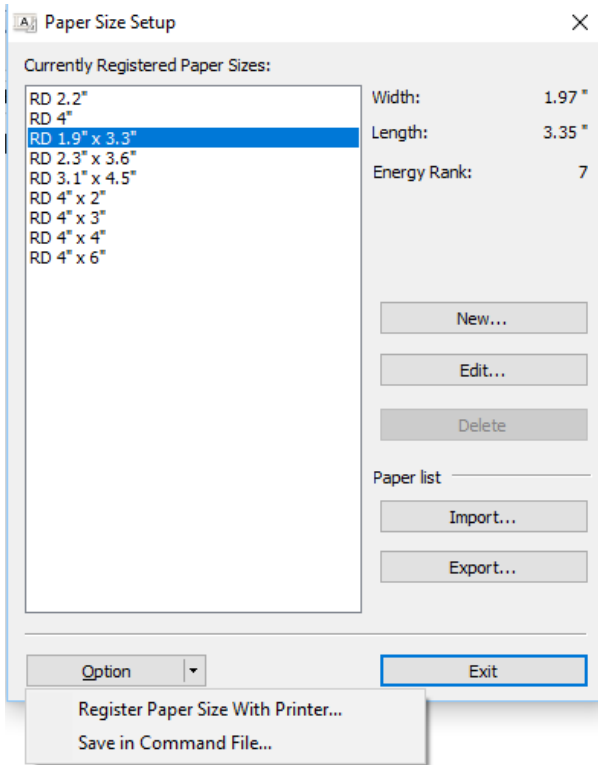 Paper Size Setup
Currently Registered Paper Sizes:
RD 2.2"
RD 4"
RD 1.9" x 3.3"
RD 2.3" x 3.6"
RD 3.1" x 4.5"
RD 4" x 2"
RD 4" x 3"
RD 4" x 4"
RD 4" x 6"
Width: 1.97 "
Length: 3.35 "
Energy Rank: 7
New...
Edit...
Delete
Paper list
Import...
Export...
Option
Exit
Register Paper Size With Printer...
Save in Command File...